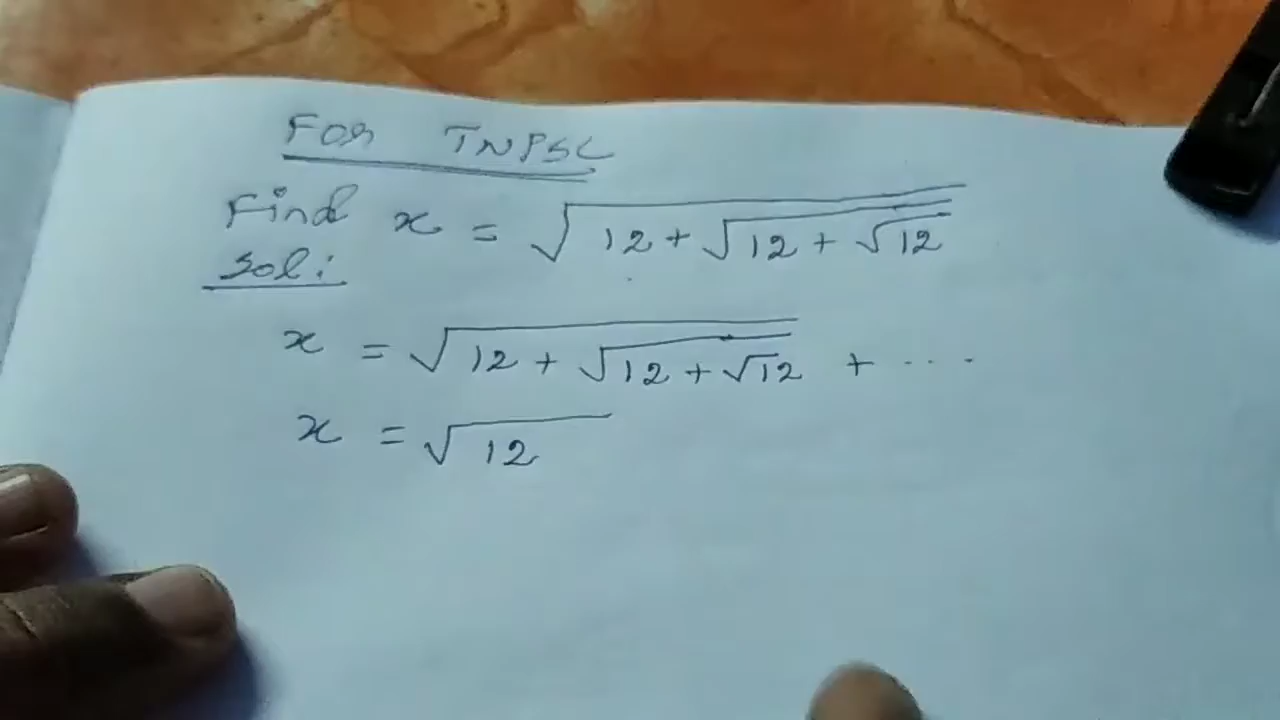 For TNPSC
Find x = √(12 + √(12 + √12))
Sol:
x = √(12 + √(12 + √12)) + ....
x = √12